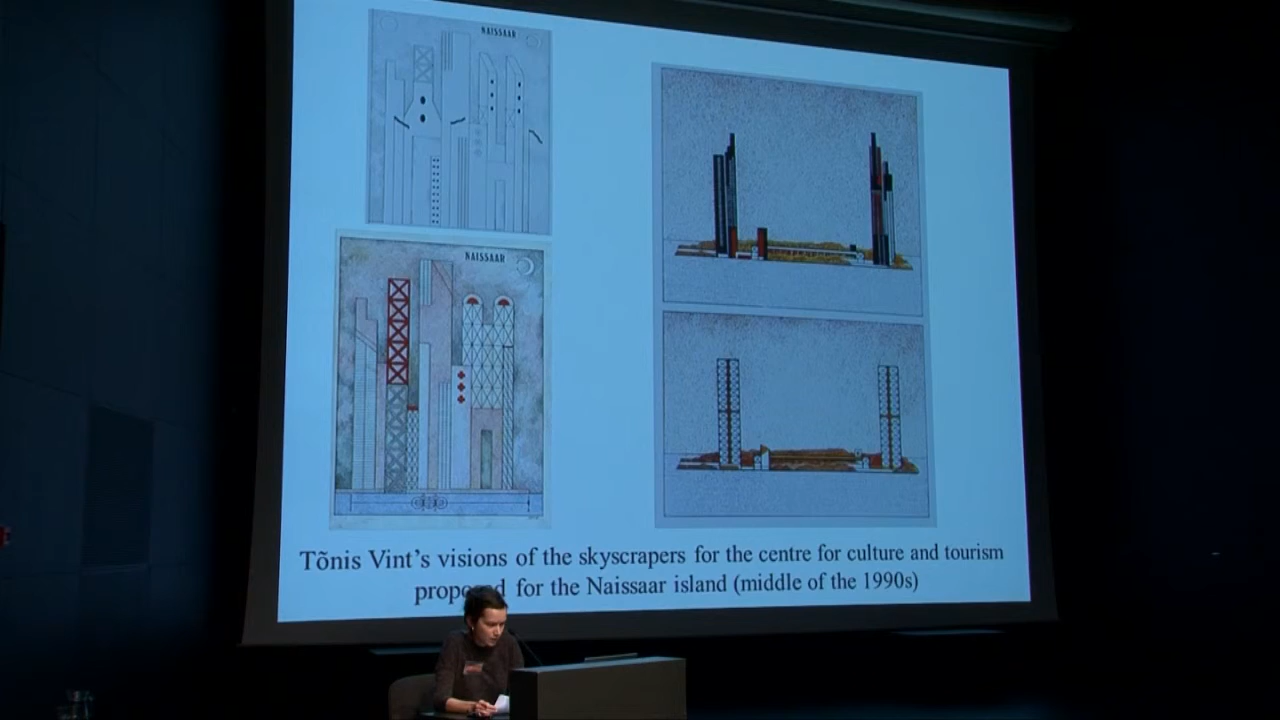 NAISSAAR
NAISSAAR
Tõnis Vint's visions of the skyscrapers for the centre for culture and tourism
for the Naissaar island (middle of the 1990s)